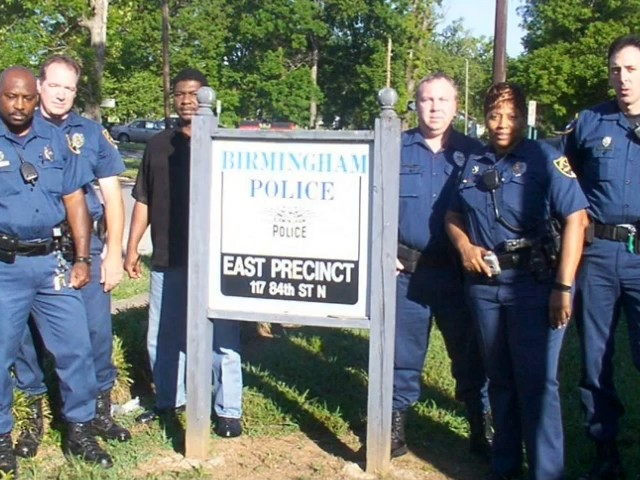 BIRMINGHAM
POLICE
POLICE
EAST PRECINCT
117 84th ST N